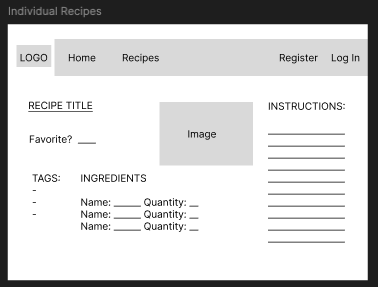 Individual Recipes
LOGO Home Recipes Register Log In
RECIPE TITLE
Favorite? ____
Image
INSTRUCTIONS:
TAGS:
-
-
-
INGREDIENTS
Name: _____ Quantity: __
Name: _____ Quantity: __
Name: _____ Quantity: __